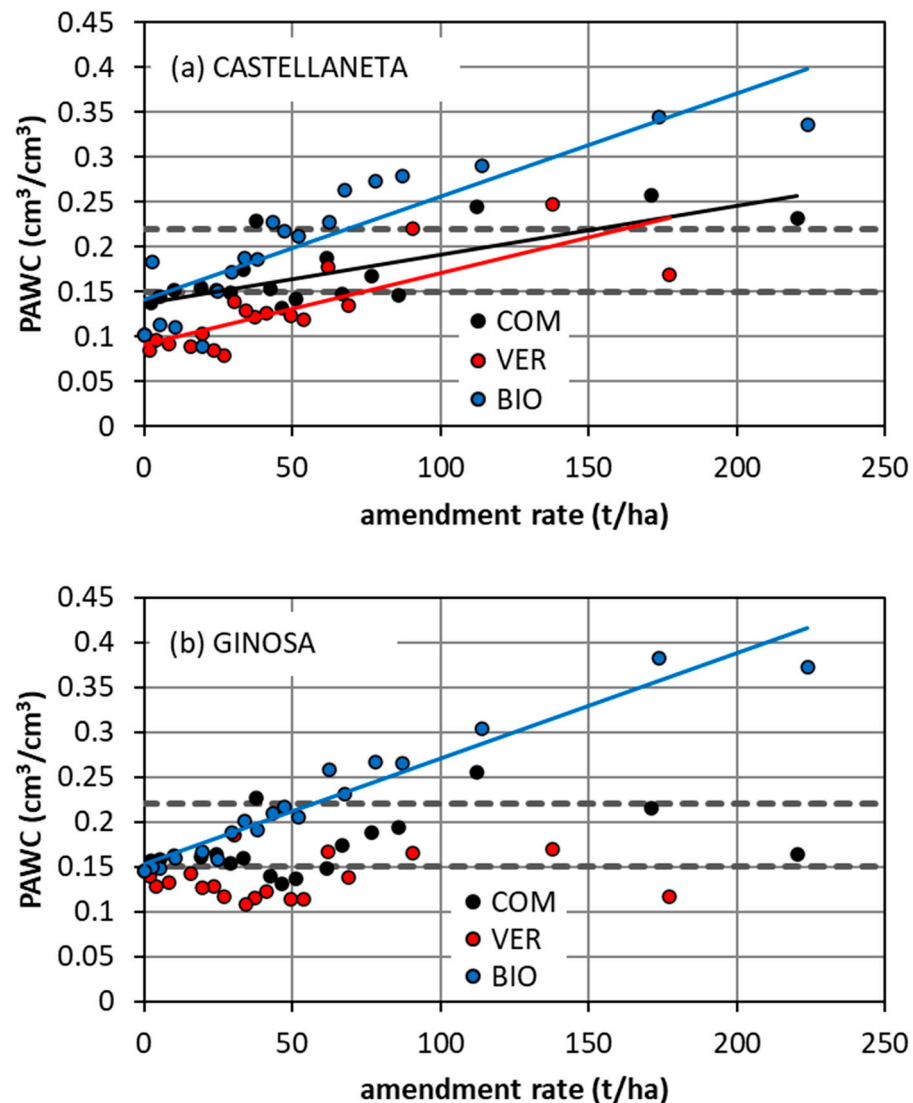 0.45
(a) CASTELLANETA
0.4
0.35
0.3
0.25
0.2
0.15
0.1
0.05
0
PAWC (cm³/cm³)
COM
VER
BIO
0 50 100 150 200 250
amendment rate (t/ha)
0.45
(b) GINOSA
0.4
0.35
0.3
0.25
0.2
0.15
0.1
0.05
0
PAWC (cm³/cm³)
COM
VER
BIO
0 50 100 150 200 250
amendment rate (t/ha)